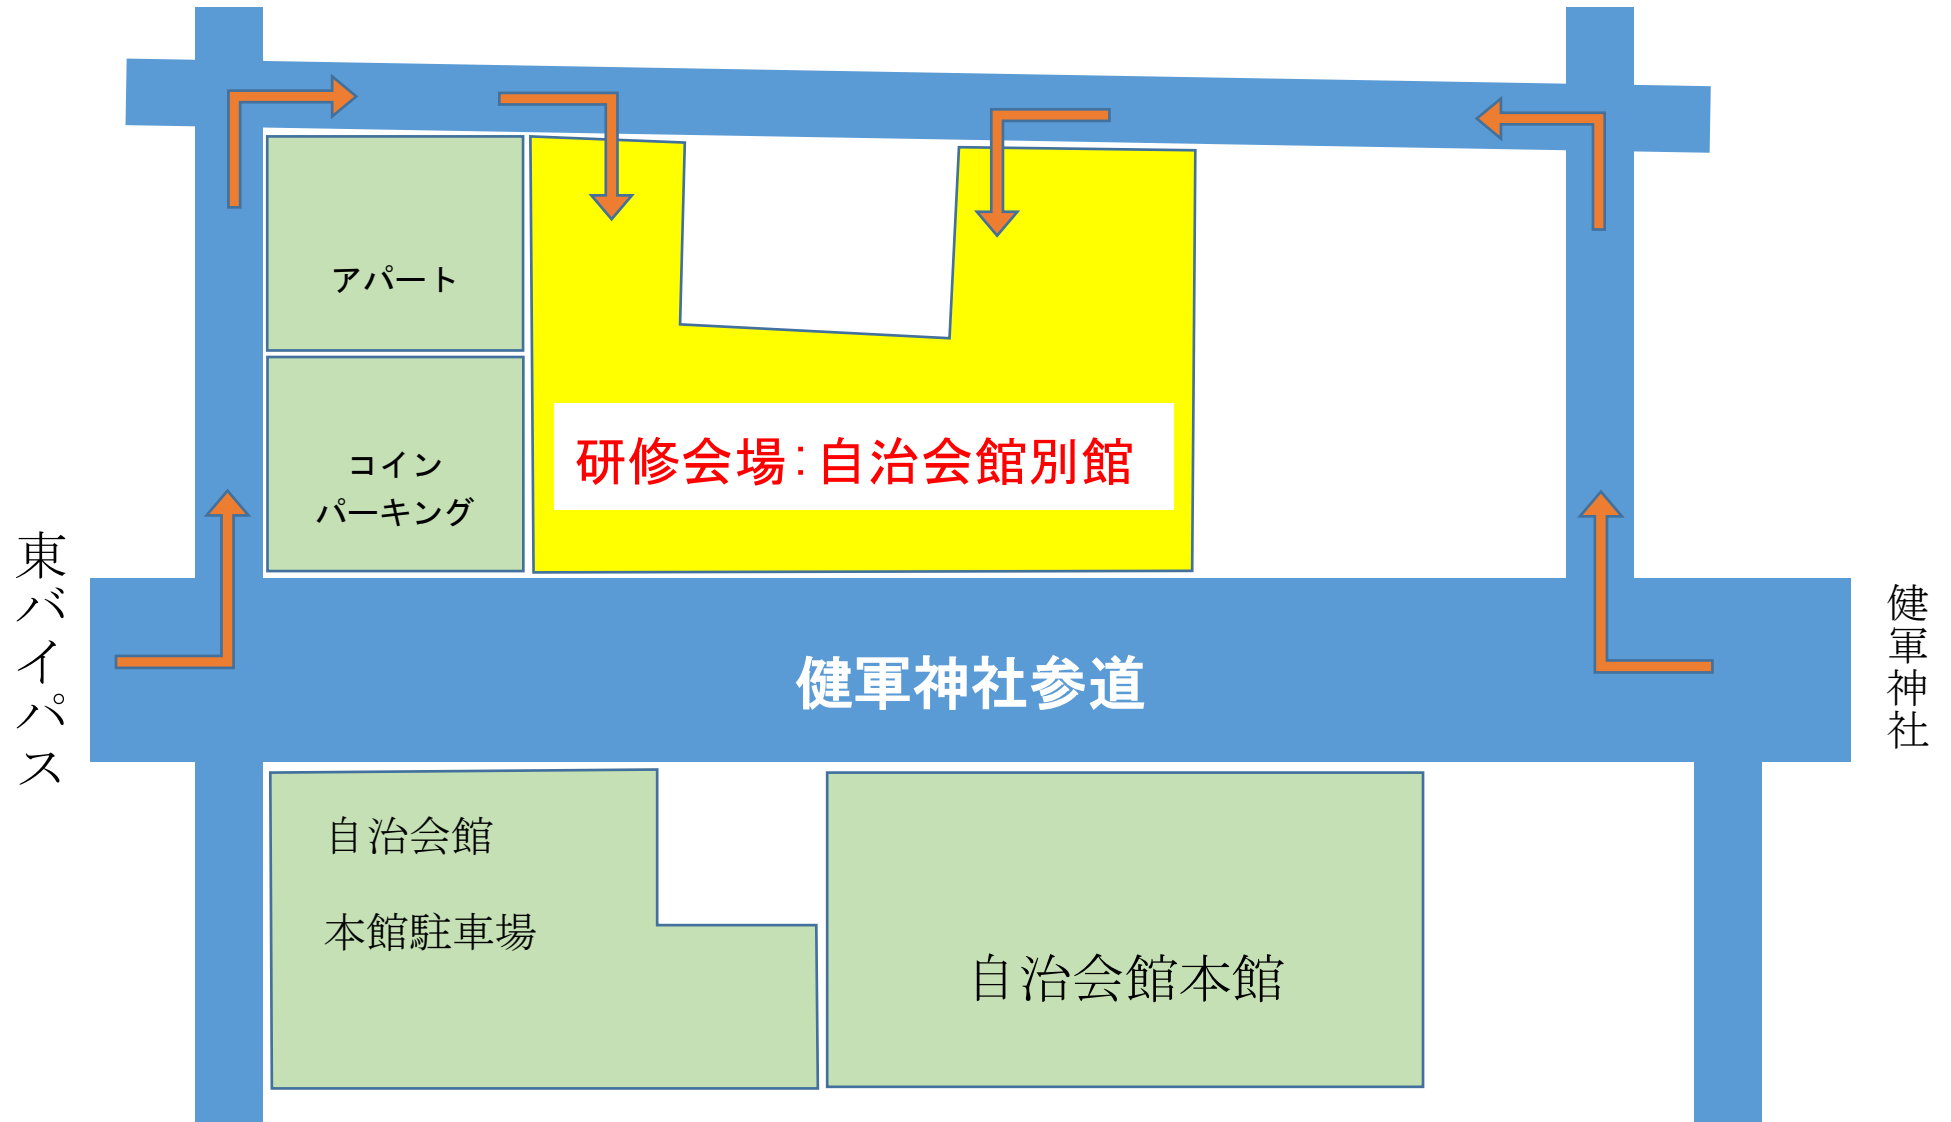 アパート
コイン
パーキング
研修会場：自治会館別館
東バイパス
健軍神社参道
健軍神社
自治会館
本館駐車場
自治会館本館